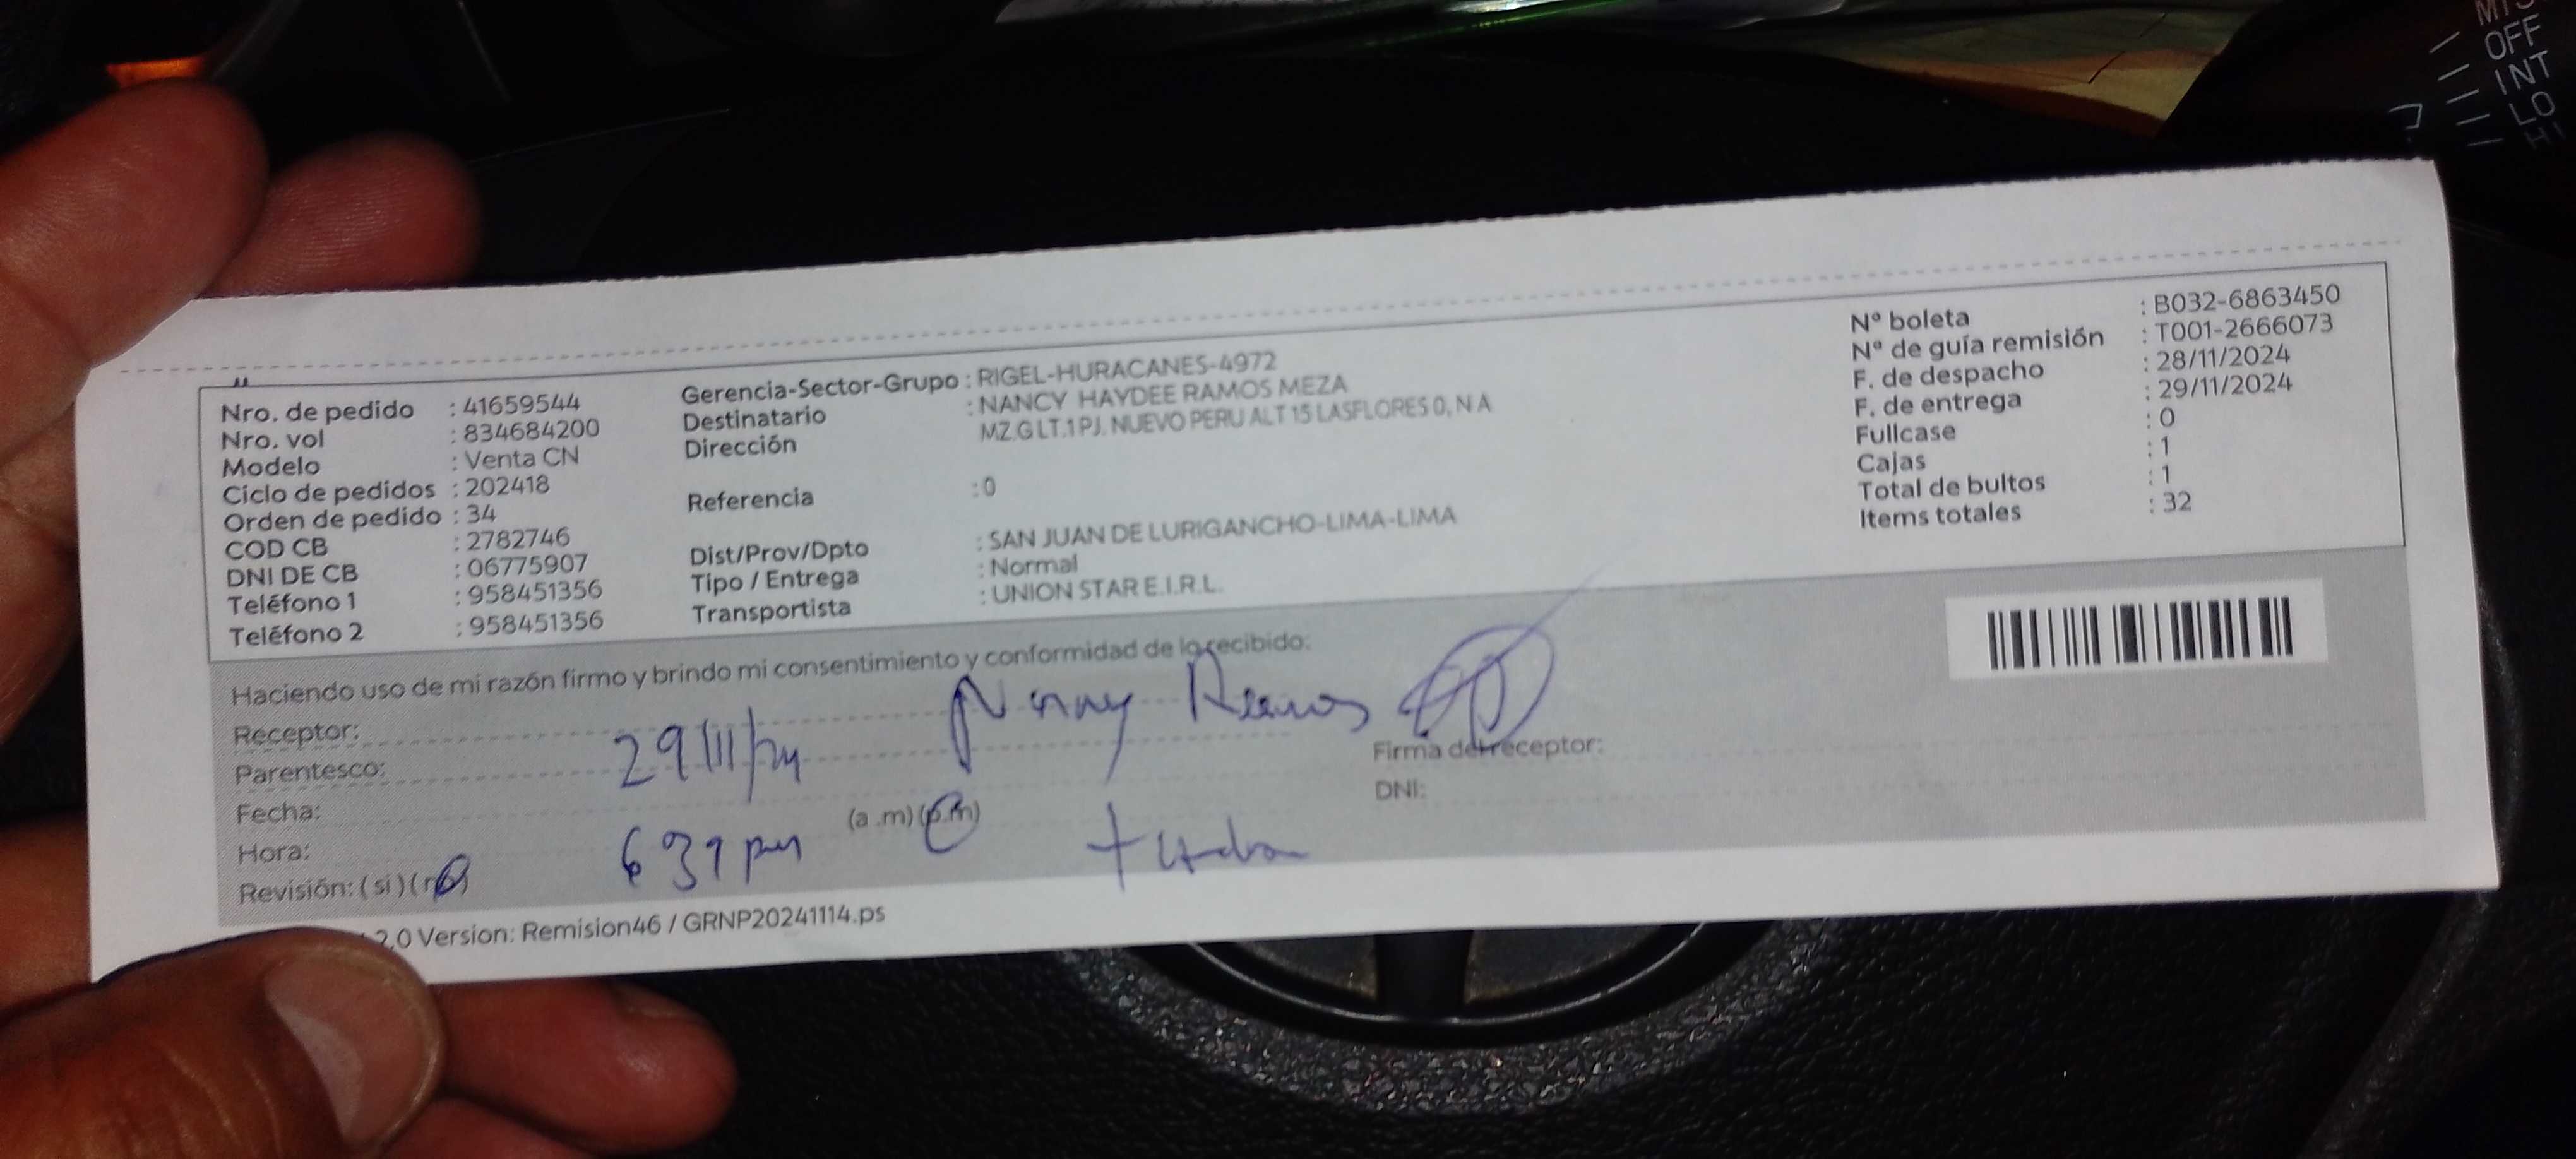 Nro. de pedido : 41659544
Nro. vol : 834684200
Modelo : Venta CN
Ciclo de pedidos : 202418
Orden de pedido : 34
COD CB : 2782746
DNI DE CB : 06775907
Teléfono 1 : 958451356
Teléfono 2 : 958451356
Gerencia-Sector-Grupo : RIGEL-HURACANES-4972
Destinatario : NANCY HAYDEE RAMOS MEZA
Dirección MZ.G LT.1 PJ. NUEVO PERU ALT 15 LASFLORES 0, N A
Referencia : 0
Dist/Prov/Dpto : SAN JUAN DE LURIGANCHO-LIMA-LIMA
Tipo / Entrega : Normal
Transportista : UNION STAR E.I.R.L.
Nº boleta : B032-6863450
Nº de guía remisión : T001-2666073
F. de despacho : 28/11/2024
F. de entrega : 29/11/2024
Fullcase : 0
Cajas : 1
Total de bultos : 1
Items totales : 32
Haciendo uso de mi razón firmo y brindo mi consentimiento y conformidad de lo recibido:
Receptor: Nancy Ramos
Parentesco:
Fecha: 29/11/24
Hora: 6 39 pm (a .m) (p.m)
Revisión: (si) (no)
Firma del receptor:
DNI:
2,0 Version: Remision46 / GRNP20241114.ps
OFF
INT
LO
HI